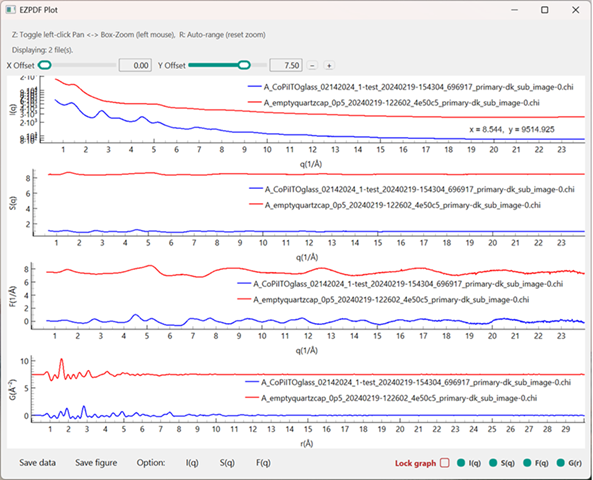 EZPDF Plot
Z: Toggle left-click Pan <-> Box-Zoom (left mouse), R: Auto-range (reset zoom)
Displaying: 2 file(s).
X Offset 0.00 Y Offset 7.50 − +
I(q)
A_CoPiITOglass_02142024_1-test_20240219-154304_696917_primary-dk_sub_image-0.chi
A_emptyquartzcap_0p5_20240219-122602_4e50c5_primary-dk_sub_image-0.chi
x = 8.544, y = 9514.925
1 2 3 4 5 6 7 8 9 10 11 12 13 14 15 16 17 18 19 20 21 22 23
q(1/Å)
S(q)
8
6
4
2
A_CoPiITOglass_02142024_1-test_20240219-154304_696917_primary-dk_sub_image-0.chi
A_emptyquartzcap_0p5_20240219-122602_4e50c5_primary-dk_sub_image-0.chi
1 2 3 4 5 6 7 8 9 10 11 12 13 14 15 16 17 18 19 20 21 22 23
q(1/Å)
F(1/Å)
8
6
4
2
0
A_CoPiITOglass_02142024_1-test_20240219-154304_696917_primary-dk_sub_image-0.chi
A_emptyquartzcap_0p5_20240219-122602_4e50c5_primary-dk_sub_image-0.chi
1 2 3 4 5 6 7 8 9 10 11 12 13 14 15 16 17 18 19 20 21 22 23
q(1/Å)
G(Å⁻²)
10
5
0
A_CoPiITOglass_02142024_1-test_20240219-154304_696917_primary-dk_sub_image-0.chi
A_emptyquartzcap_0p5_20240219-122602_4e50c5_primary-dk_sub_image-0.chi
1 2 3 4 5 6 7 8 9 10 11 12 13 14 15 16 17 18 19 20 21 22 23 24 25 26 27 28 29
r(Å)
Save data Save figure Option: I(q) S(q) F(q) Lock graph I(q) S(q) F(q) G(r)